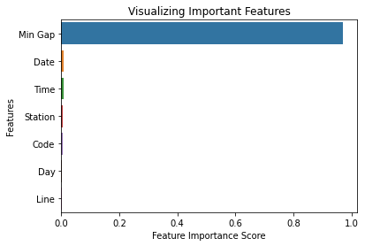 Visualizing Important Features
Min Gap
Date
Time
Station
Code
Day
Line
Features
0.0 0.2 0.4 0.6 0.8 1.0
Feature Importance Score